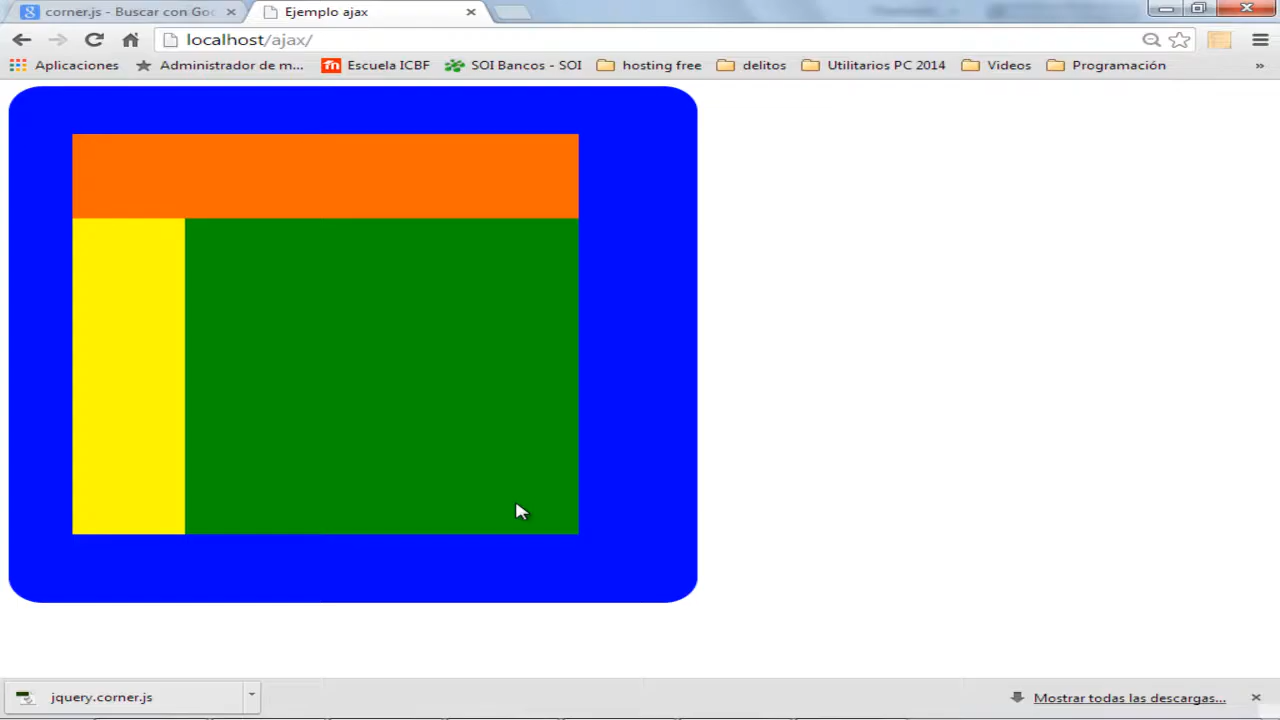 corner.js - Buscar con Goo
Ejemplo ajax
localhost/ajax/
Aplicaciones
Administrador de m...
Escuela ICBF
SOI Bancos - SOI
hosting free
delitos
Utilitarios PC 2014
Videos
Programación
»
jquery.corner.js
Mostrar todas las descargas...